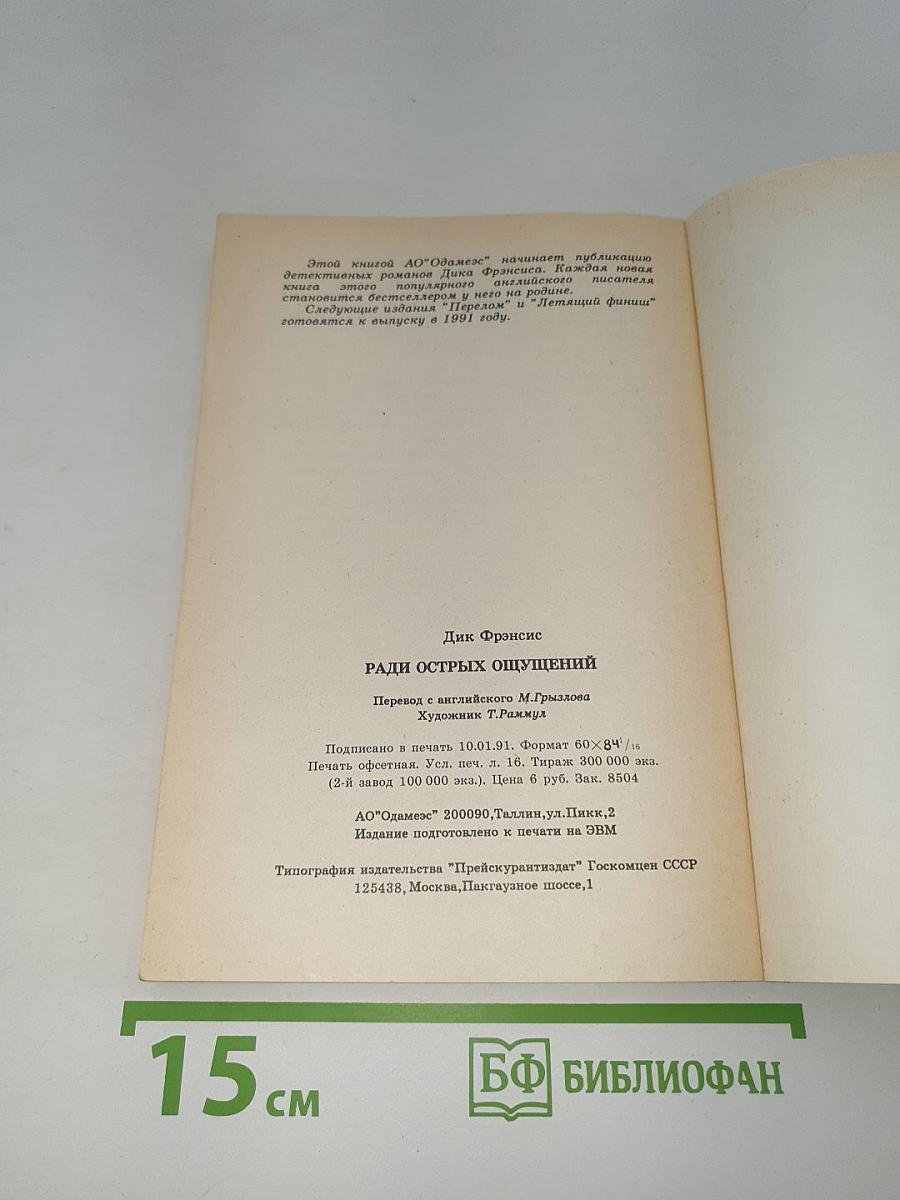 Этой книгой АО"Одамеэс" начинает публикацию
детективных романов Дика Фрэнсиса. Каждая новая
книга этого популярного английского писателя
становится бестселлером у него на родине.
Следующие издания "Перелом" и "Летящий финиш"
готовятся к выпуску в 1991 году.
Дик Фрэнсис
РАДИ ОСТРЫХ ОЩУЩЕНИЙ
Перевод с английского М.Грызлова
Художник Т.Раммул
Подписано в печать 10.01.91. Формат 60×84¹/₁₆
Печать офсетная. Усл. печ. л. 16. Тираж 300 000 экз.
(2-й завод 100 000 экз.). Цена 6 руб. Зак. 8504
АО"Одамеэс" 200090,Таллин,ул.Пикк,2
Издание подготовлено к печати на ЭВМ
Типография издательства "Прейскурантиздат" Госкомцен СССР
125438, Москва,Пакгаузное шоссе,1
15 см
БФ БИБЛИОФАН